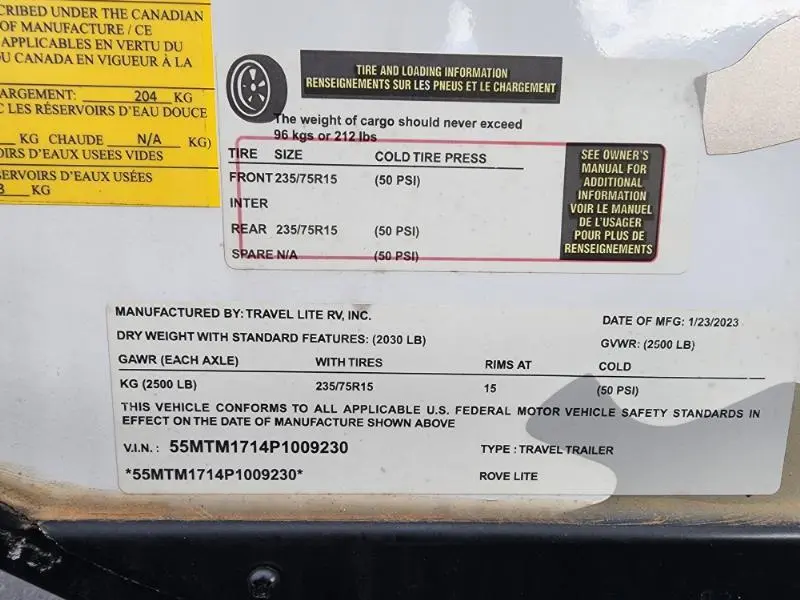 CRIBED UNDER THE CANADIAN
OF MANUFACTURE / CE
APPLICABLES EN VERTU DU
DU CANADA EN VIGUEUR À LA
ARGEMENT: 204 KG
C LES RÉSERVOIRS D'EAU DOUCE
KG CHAUDE N/A KG)
OIRS D'EAUX USEES VIDES
SERVOIRS D'EAUX USÉES
KG
TIRE AND LOADING INFORMATION
RENSEIGNEMENTS SUR LES PNEUS ET LE CHARGEMENT
The weight of cargo should never exceed
96 kgs or 212 lbs
TIRE SIZE COLD TIRE PRESS
FRONT 235/75R15 (50 PSI)
INTER
REAR 235/75R15 (50 PSI)
SPARE N/A (50 PSI)
SEE OWNER'S
MANUAL FOR
ADDITIONAL
INFORMATION
VOIR LE MANUEL
DE L'USAGER
POUR PLUS DE
RENSEIGNEMENTS
MANUFACTURED BY: TRAVEL LITE RV, INC. DATE OF MFG: 1/23/2023
DRY WEIGHT WITH STANDARD FEATURES: (2030 LB) GVWR: (2500 LB)
GAWR (EACH AXLE) WITH TIRES RIMS AT COLD
KG (2500 LB) 235/75R15 15 (50 PSI)
THIS VEHICLE CONFORMS TO ALL APPLICABLE U.S. FEDERAL MOTOR VEHICLE SAFETY STANDARDS IN
EFFECT ON THE DATE OF MANUFACTURE SHOWN ABOVE
V.I.N.: 55MTM1714P1009230 TYPE: TRAVEL TRAILER
*55MTM1714P1009230* ROVE LITE